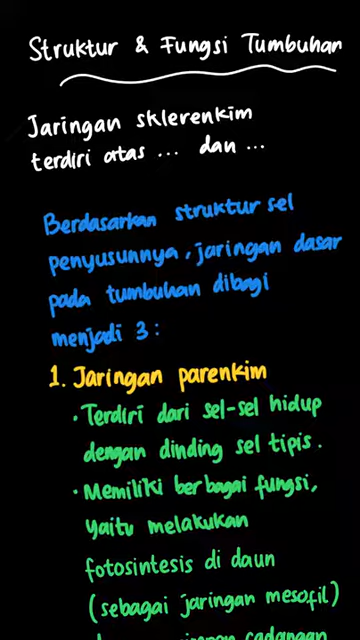 Struktur & Fungsi Tumbuhan
Jaringan sklerenkim
terdiri atas ... dan ...
Berdasarkan struktur sel
penyusunnya, jaringan dasar
pada tumbuhan dibagi
menjadi 3:
1. Jaringan parenkim
• Terdiri dari sel-sel hidup
dengan dinding sel tipis.
• Memiliki berbagai fungsi,
yaitu melakukan
fotosintesis di daun
(sebagai jaringan mesofil)
cadangan